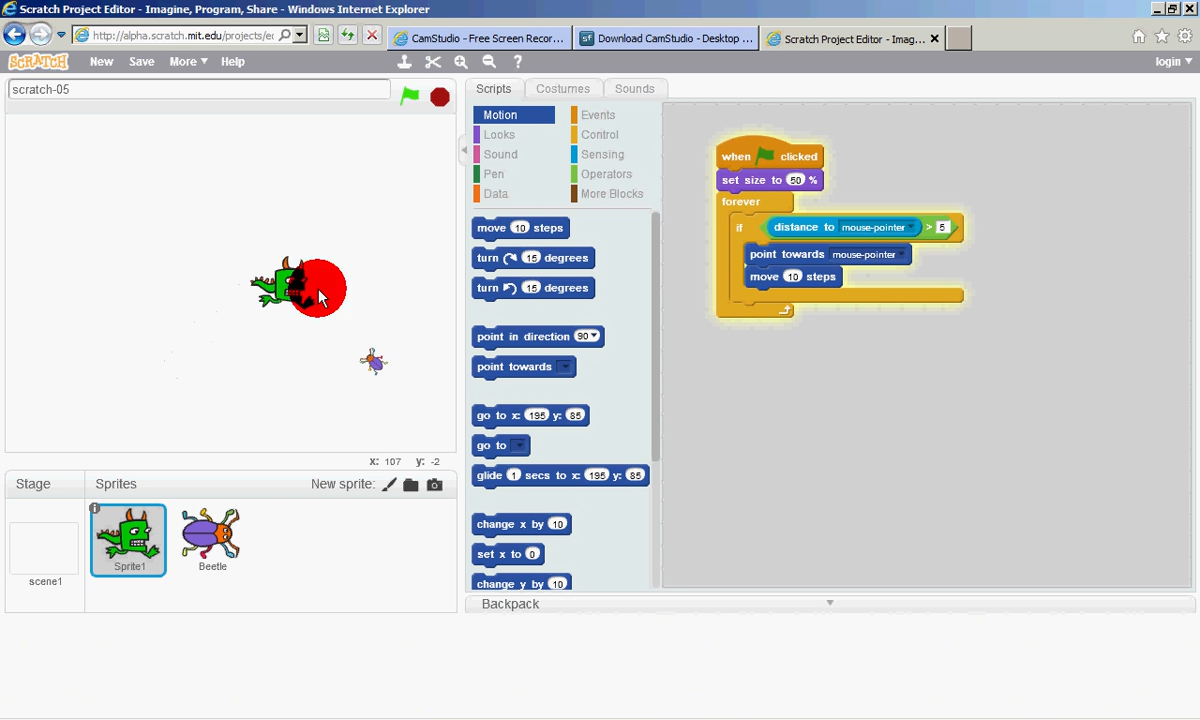 Scratch Project Editor - Imagine, Program, Share - Windows Internet Explorer
http://alpha.scratch.mit.edu/projects/ec
CamStudio - Free Screen Recor...
Download CamStudio - Desktop ...
Scratch Project Editor - Imag...
SCRATCH New Save More Help
login
scratch-05
Scripts Costumes Sounds
Motion Events
Looks Control
Sound Sensing
Pen Operators
Data More Blocks
move 10 steps
turn 15 degrees
turn 15 degrees
point in direction 90
point towards
go to x: 195 y: 85
go to
glide 1 secs to x: 195 y: 85
change x by 10
set x to 0
change y by 10
when clicked
set size to 50 %
forever
if distance to mouse-pointer > 5
point towards mouse-pointer
move 10 steps
x: 107 y: -2
Stage Sprites New sprite:
scene1
Sprite1
Beetle
Backpack